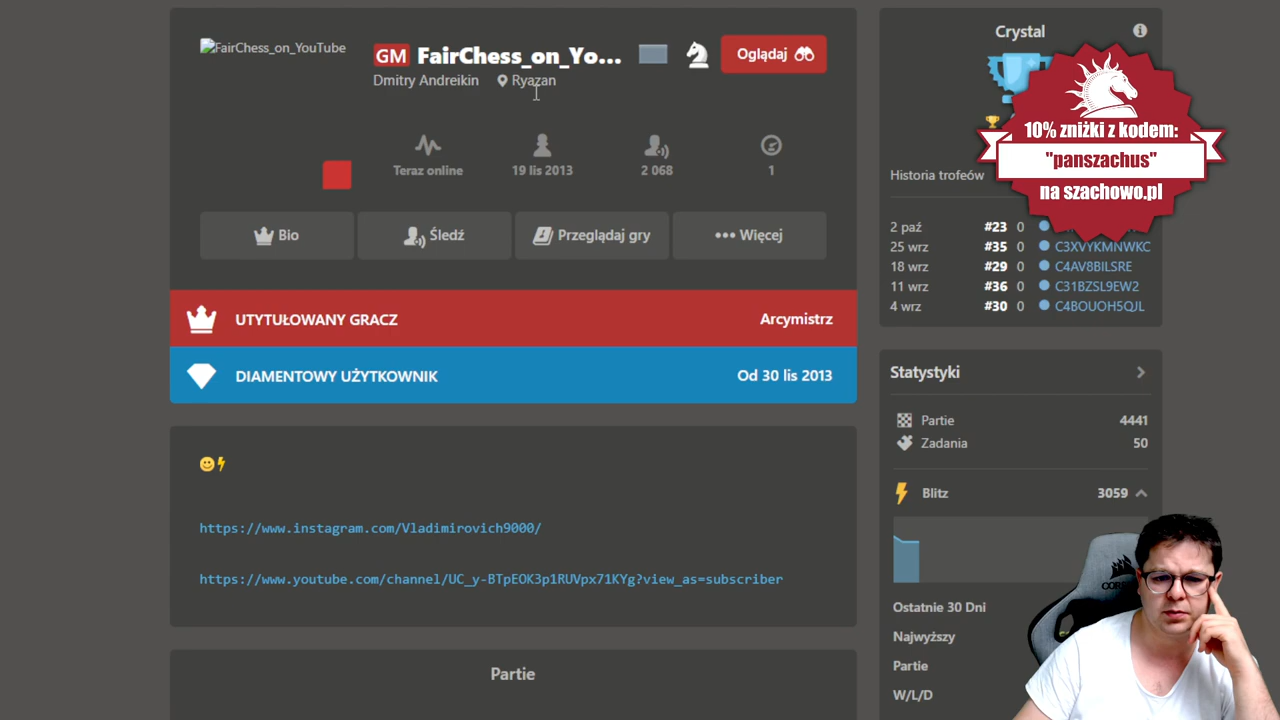 FairChess_on_YouTube
GM FairChess_on_Yo...
Oglądaj
Dmitry Andreikin
Ryazan
Teraz online
19 lis 2013
2 068
1
Bio
Śledź
Przeglądaj gry
Więcej
UTYTUŁOWANY GRACZ
Arcymistrz
DIAMENTOWY UŻYTKOWNIK
Od 30 lis 2013
https://www.instagram.com/Vladimirovich9000/
https://www.youtube.com/channel/UC_y-BTpEOK3p1RUVpx71KYg?view_as=subscriber
Partie
Crystal
10% zniżki z kodem:
"panszachus"
na szachowo.pl
Historia trofeów
2 paź #23 0
25 wrz #35 0 C3XVYKMNWKC
18 wrz #29 0 C4AV8BILSRE
11 wrz #36 0 C31BZSL9EW2
4 wrz #30 0 C4BOUOH5QJL
Statystyki
Partie 4441
Zadania 50
Blitz 3059
Ostatnie 30 Dni
Najwyższy
Partie
W/L/D